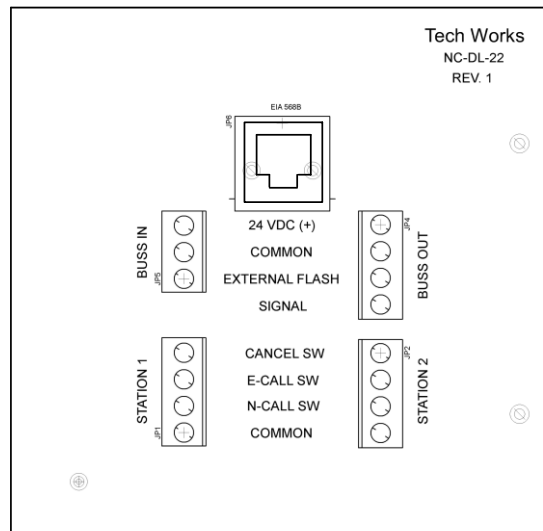 Tech Works
NC-DL-22
REV. 1
EIA 568B
JP6
24 VDC (+)
COMMON
EXTERNAL FLASH
SIGNAL
BUSS IN
JP5
BUSS OUT
JP4
CANCEL SW
E-CALL SW
N-CALL SW
COMMON
STATION 1
JP1
STATION 2
JP2